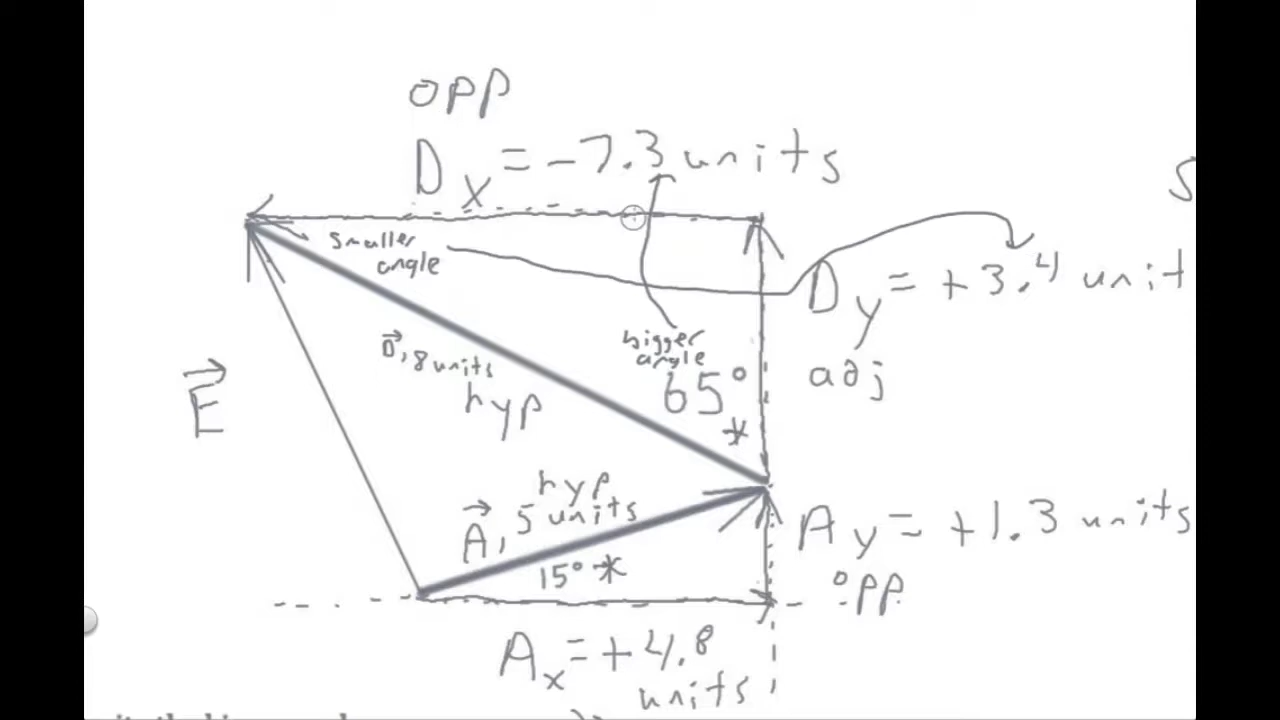 opp
Dx = -7.3 units
S
smaller
angle
Dy = +3.4 unit
bigger
angle
D, 8 units
65°
adj
hyp
E
hyp
A, 5 units
Ay = +1.3 units
15° *
opp
Ax = +4.8
units